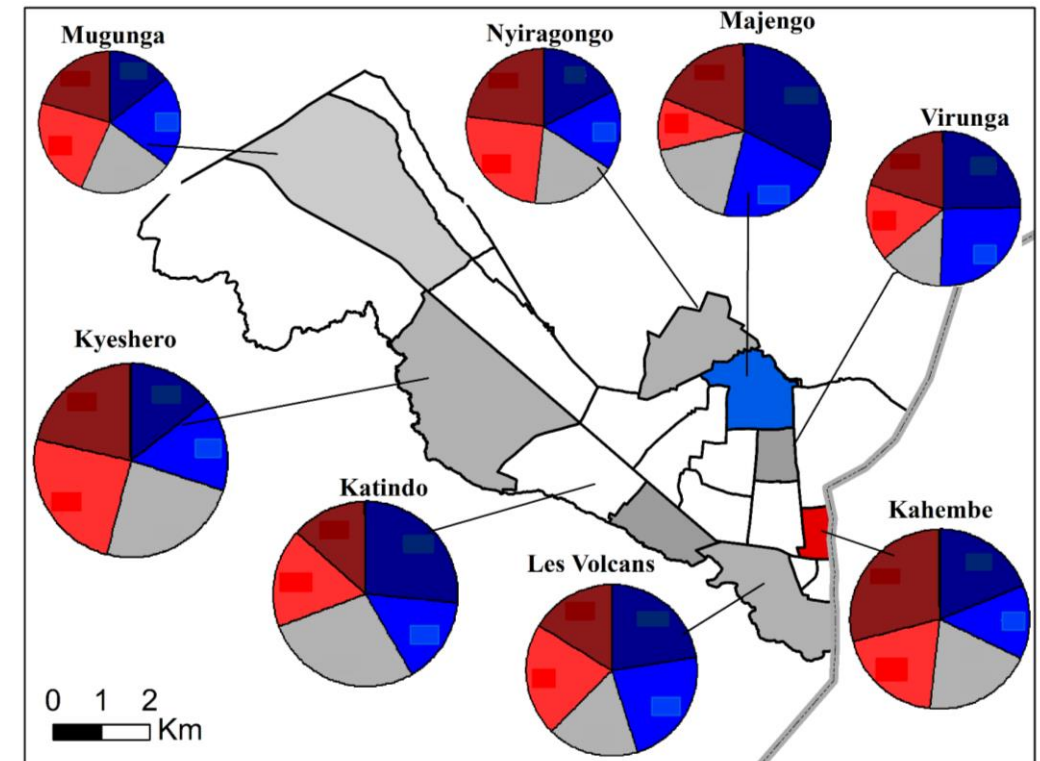 Mugunga
Nyiragongo
Majengo
Virunga
Kyeshero
Katindo
Les Volcans
Kahembe
0 1 2
Km